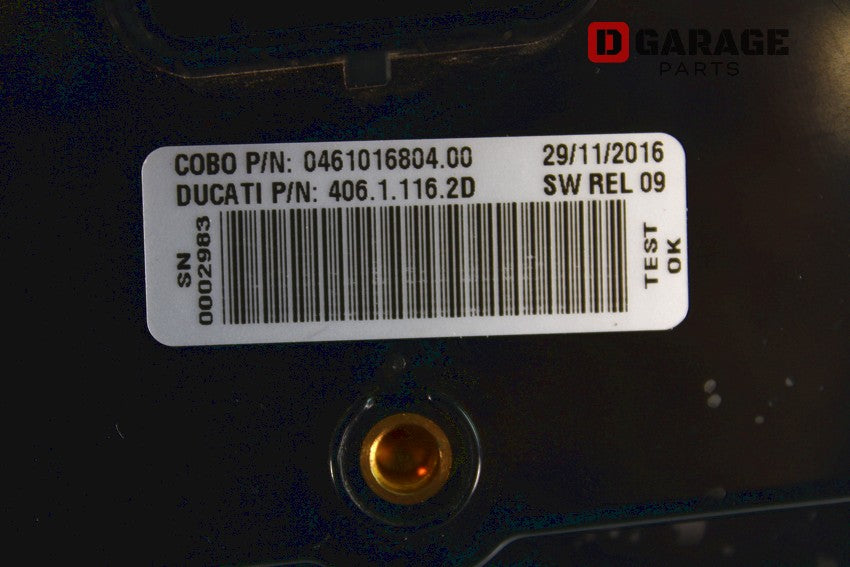 D GARAGE
PARTS
COBO P/N: 0461016804.00 29/11/2016
DUCATI P/N: 406.1.116.2D SW REL 09
SN
0002983
TEST
OK